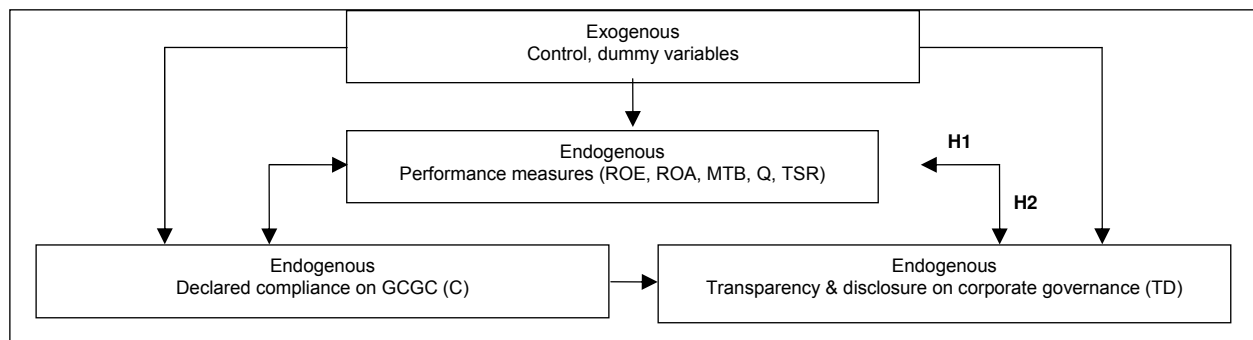 Exogenous
Control, dummy variables
Endogenous
Performance measures (ROE, ROA, MTB, Q, TSR)
H1
H2
Endogenous
Declared compliance on GCGC (C)
Endogenous
Transparency & disclosure on corporate governance (TD)